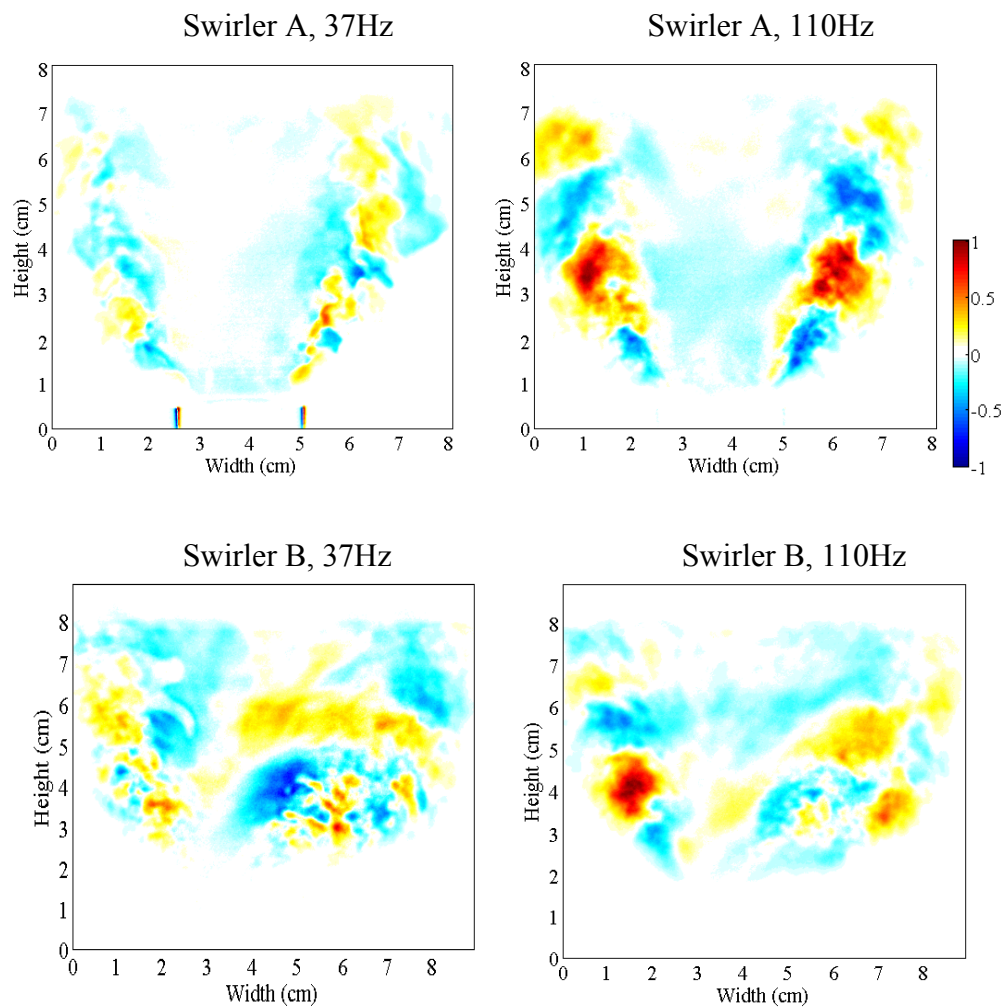 Swirler A, 37Hz
8
7
6
5
4
3
2
1
0
Height (cm)
0 1 2 3 4 5 6 7 8
Width (cm)
Swirler A, 110Hz
8
7
6
5
4
3
2
1
0
Height (cm)
0 1 2 3 4 5 6 7 8
Width (cm)
1
0.5
0
-0.5
-1
Swirler B, 37Hz
8
7
6
5
4
3
2
1
0
Height (cm)
0 1 2 3 4 5 6 7 8
Width (cm)
Swirler B, 110Hz
8
7
6
5
4
3
2
1
0
Height (cm)
0 1 2 3 4 5 6 7 8
Width (cm)